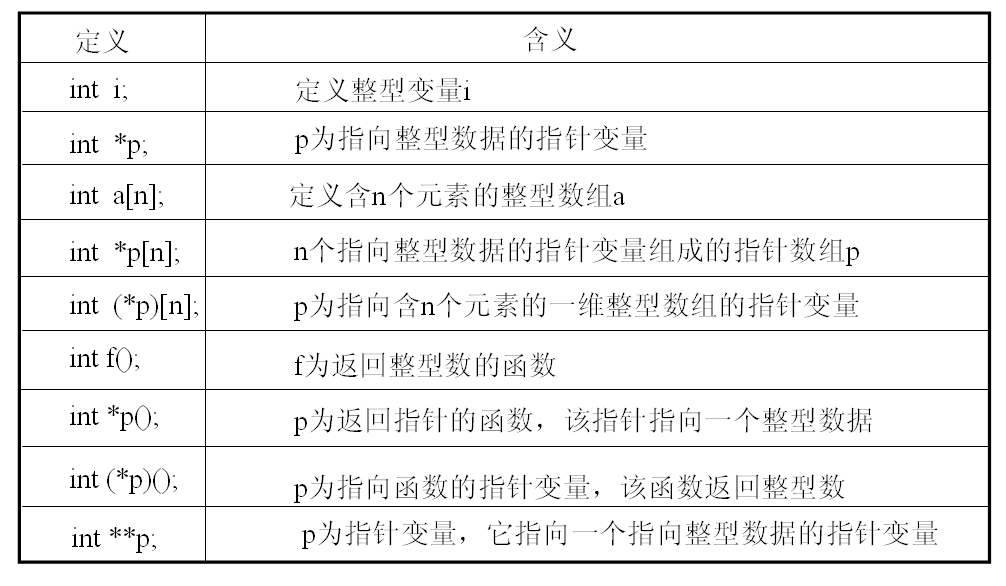 定义 含义
int i; 定义整型变量i
int *p; p为指向整型数据的指针变量
int a[n]; 定义含n个元素的整型数组a
int *p[n]; n个指向整型数据的指针变量组成的指针数组p
int (*p)[n]; p为指向含n个元素的一维整型数组的指针变量
int f(); f为返回整型数的函数
int *p(); p为返回指针的函数，该指针指向一个整型数据
int (*p)(); p为指向函数的指针变量，该函数返回整型数
int **p; p为指针变量，它指向一个指向整型数据的指针变量